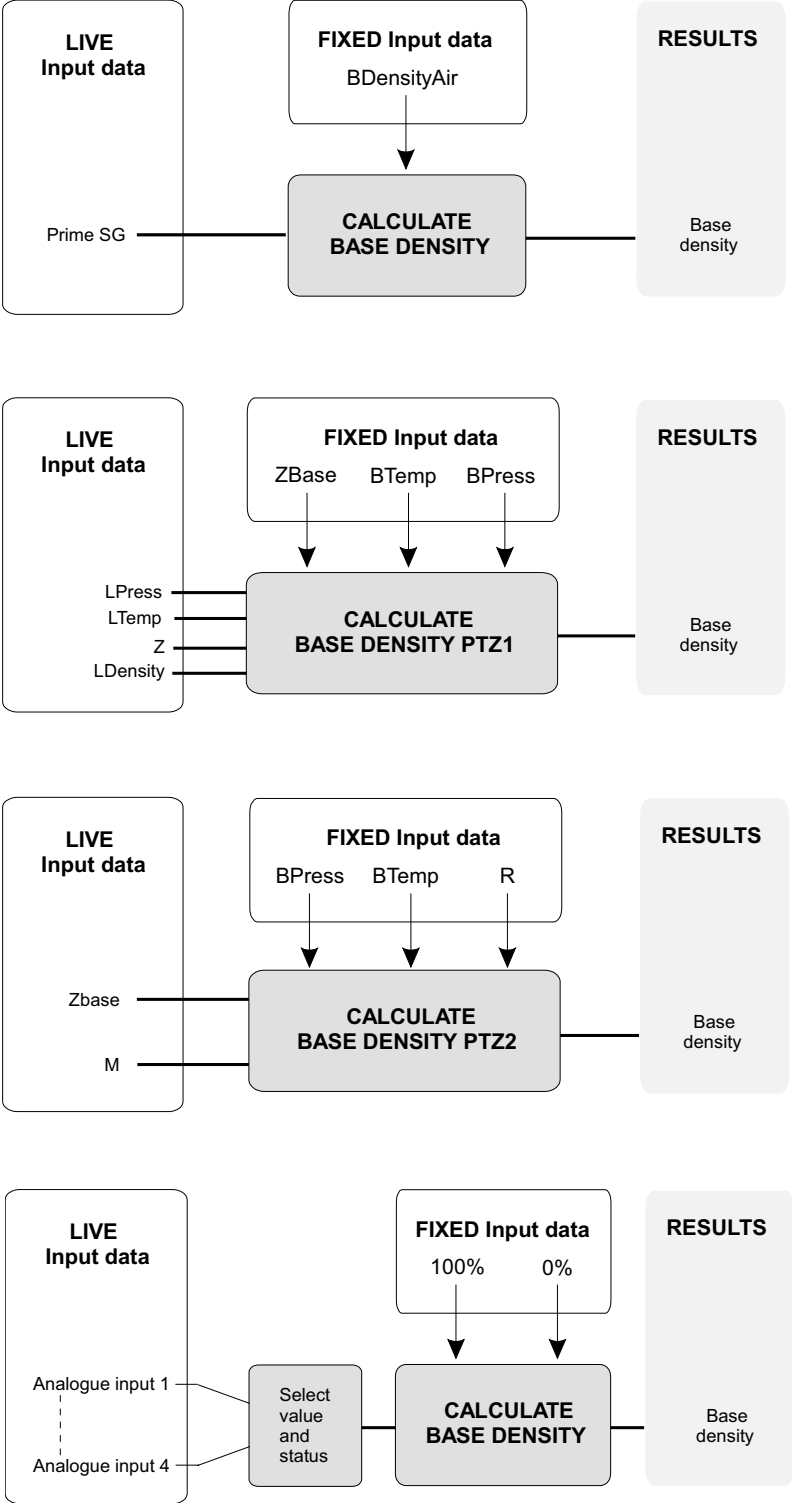 LIVE
Input data
FIXED Input data
BDensityAir
RESULTS
Prime SG
CALCULATE
BASE DENSITY
Base
density
LIVE
Input data
FIXED Input data
ZBase BTemp BPress
RESULTS
LPress
LTemp
Z
LDensity
CALCULATE
BASE DENSITY PTZ1
Base
density
LIVE
Input data
FIXED Input data
BPress BTemp R
RESULTS
Zbase
M
CALCULATE
BASE DENSITY PTZ2
Base
density
LIVE
Input data
FIXED Input data
100% 0%
RESULTS
Analogue input 1
Analogue input 4
Select
value
and
status
CALCULATE
BASE DENSITY
Base
density